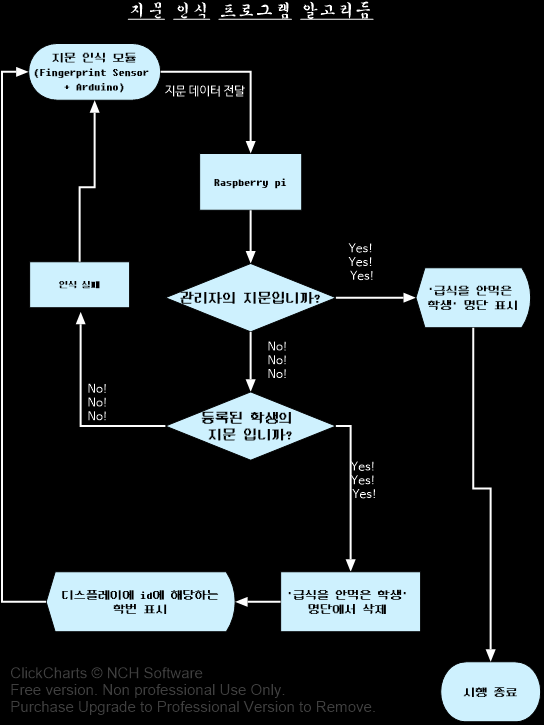 지문 인식 프로그램 알고리듬
지문 인식 모듈
(Fingerprint Sensor
+ Arduino)
지문 데이터 전달
Raspberry pi
관리자의 지문입니까?
Yes!
Yes!
Yes!
'급식을 안먹은
학생' 명단 표시
인식 실패
No!
No!
No!
등록된 학생의
지문 입니까?
No!
No!
No!
Yes!
Yes!
Yes!
'급식을 안먹은 학생'
명단에서 삭제
디스플레이에 id에 해당하는
학번 표시
시행 종료
ClickCharts © NCH Software
Free version. Non professional Use Only.
Purchase Upgrade to Professional Version to Remove.